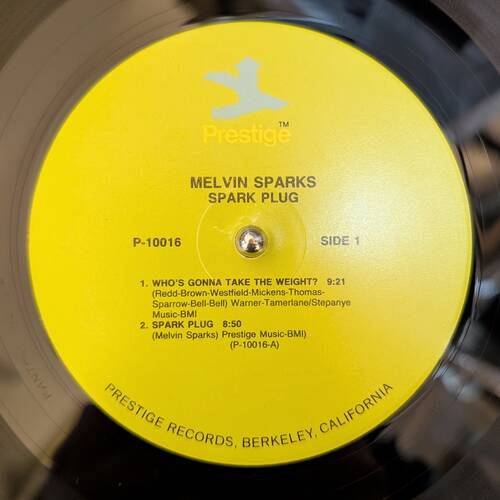 Prestige™
MELVIN SPARKS
SPARK PLUG
P-10016
SIDE 1
1. WHO'S GONNA TAKE THE WEIGHT? 9:21
(Redd-Brown-Westfield-Mickens-Thomas-
Sparrow-Bell-Bell) Warner-Tamerlane/Stepanye
Music-BMI
2. SPARK PLUG 8:50
(Melvin Sparks) Prestige Music-BMI)
(P-10016-A)
PRESTIGE RECORDS, BERKELEY, CALIFORNIA